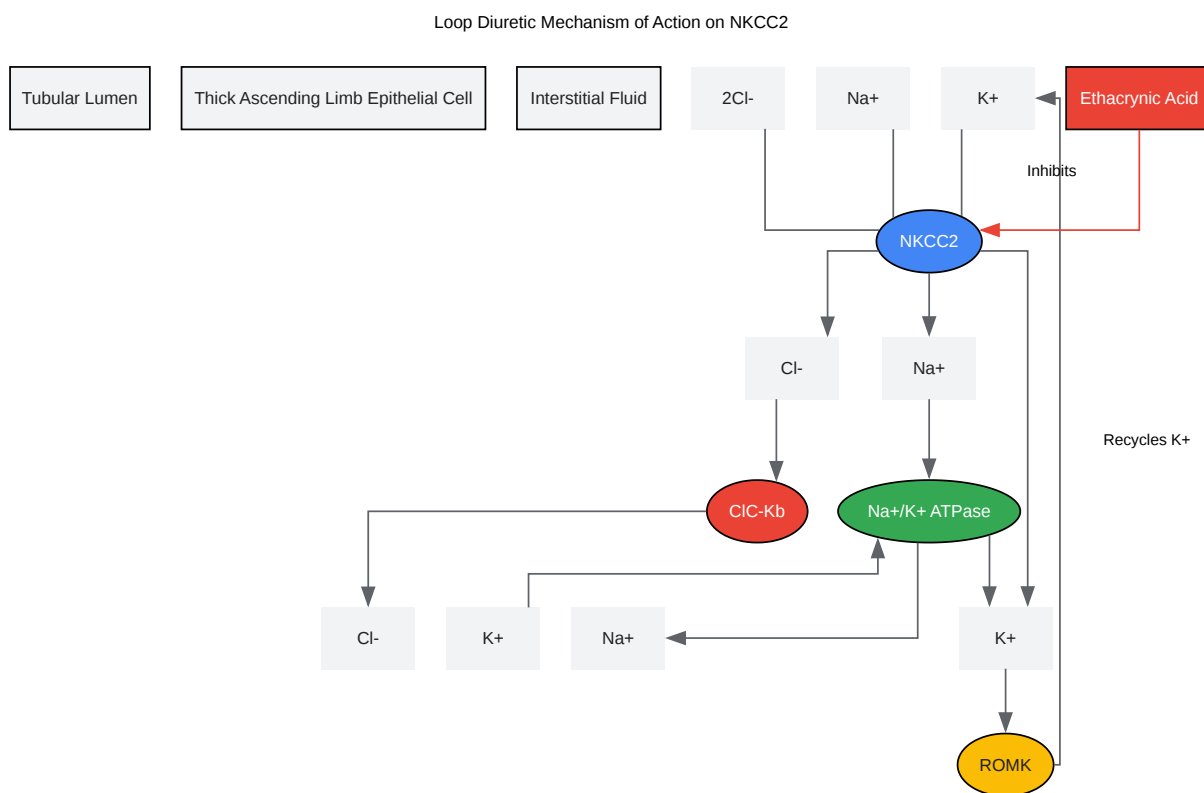 Loop Diuretic Mechanism of Action on NKCC2
Tubular Lumen
Thick Ascending Limb Epithelial Cell
Interstitial Fluid
2Cl-
Na+
K+
Ethacrynic Acid
Inhibits
NKCC2
Cl-
Na+
Recycles K+
ClC-Kb
Na+/K+ ATPase
Cl-
K+
Na+
K+
ROMK